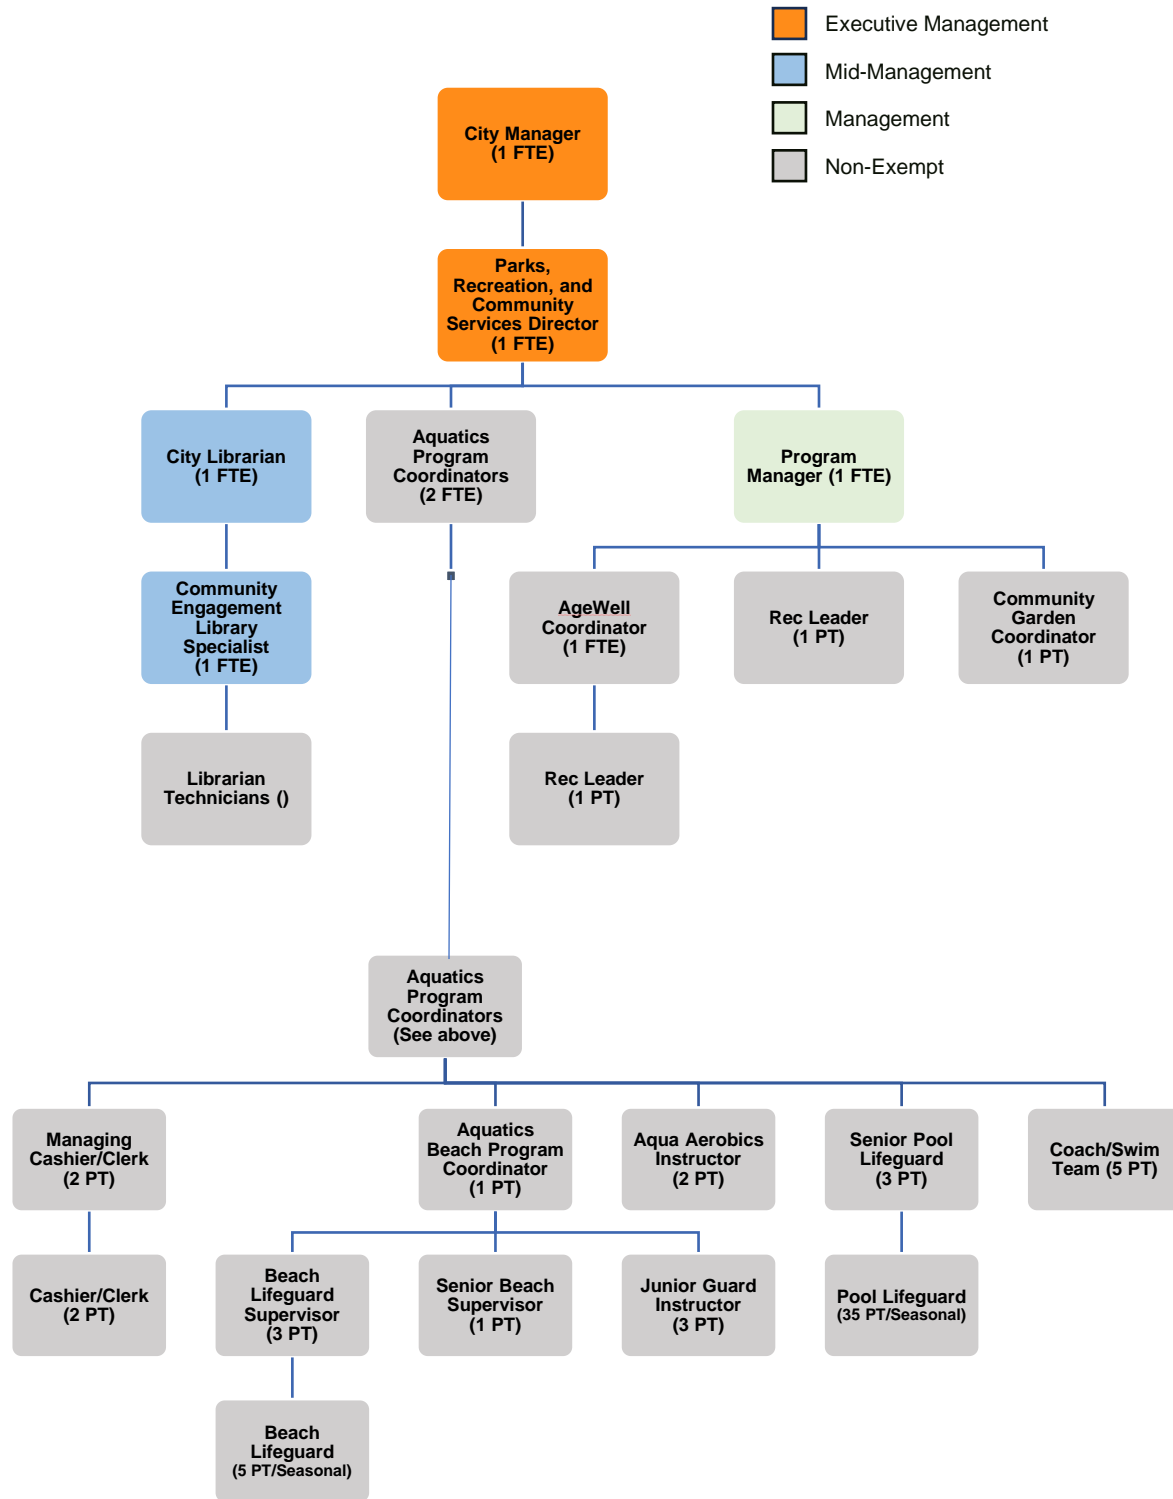 Executive Management
Mid-Management
Management
Non-Exempt
City Manager
(1 FTE)
Parks,
Recreation, and
Community
Services Director
(1 FTE)
City Librarian
(1 FTE)
Aquatics
Program
Coordinators
(2 FTE)
Program
Manager (1 FTE)
Community
Engagement
Library
Specialist
(1 FTE)
AgeWell
Coordinator
(1 FTE)
Rec Leader
(1 PT)
Community
Garden
Coordinator
(1 PT)
Librarian
Technicians ()
Rec Leader
(1 PT)
Aquatics
Program
Coordinators
(See above)
Managing
Cashier/Clerk
(2 PT)
Aquatics
Beach Program
Coordinator
(1 PT)
Aqua Aerobics
Instructor
(2 PT)
Senior Pool
Lifeguard
(3 PT)
Coach/Swim
Team (5 PT)
Cashier/Clerk
(2 PT)
Beach
Lifeguard
Supervisor
(3 PT)
Senior Beach
Supervisor
(1 PT)
Junior Guard
Instructor
(3 PT)
Pool Lifeguard
(35 PT/Seasonal)
Beach
Lifeguard
(5 PT/Seasonal)